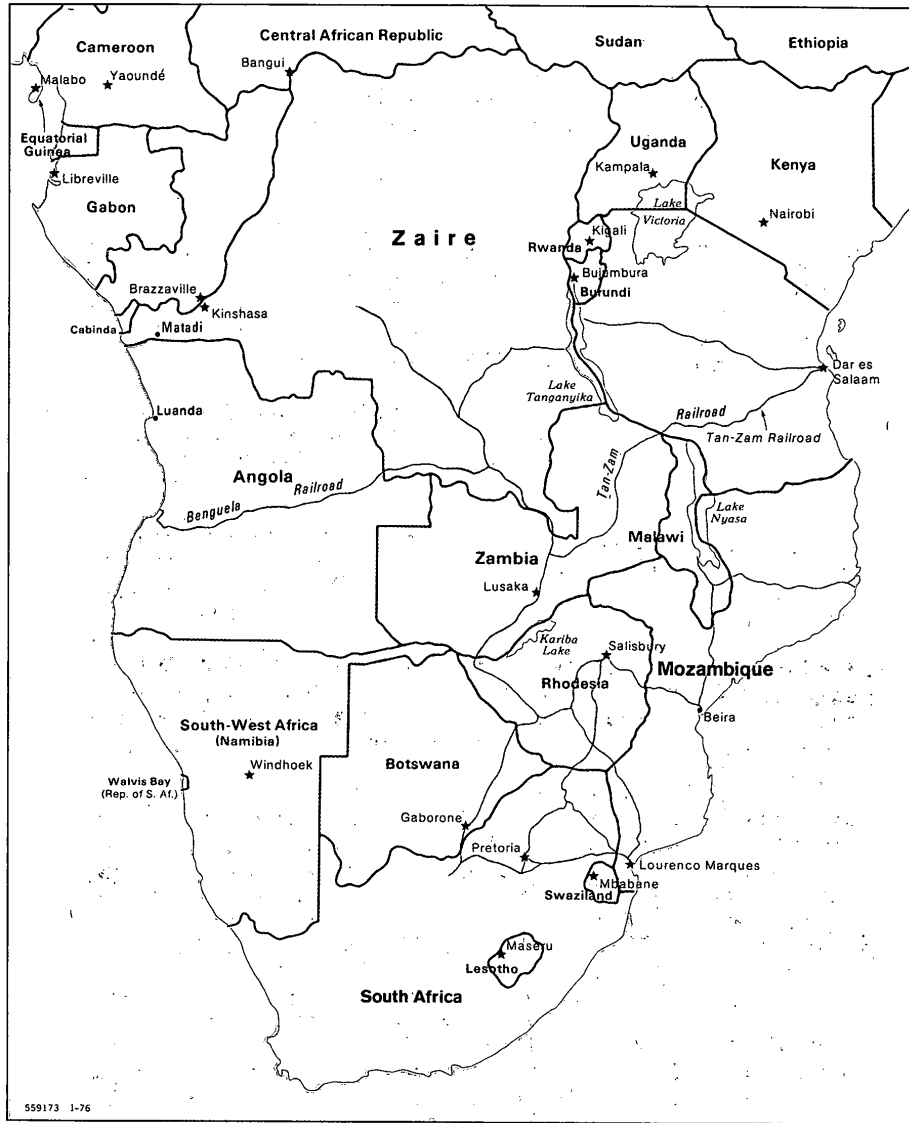 Cameroon
Central African Republic
Sudan
Ethiopia
Bangui
Yaoundé
Malabo
Equatorial
Guinea
Uganda
Kampala
Kenya
Libreville
Lake
Victoria
Nairobi
Gabon
Zaire
Kigali
Rwanda
Bujumbura
Burundi
Brazzaville
Kinshasa
Cabinda
Matadi
Dar es
Salaam
Lake
Tanganyika
Luanda
Railroad
Tan-Zam Railroad
Angola
Tan-Zam
Benguela Railroad
Lake
Nyasa
Malawi
Zambia
Lusaka
Kariba
Lake
Salisbury
Mozambique
Rhodesia
Beira
South-West Africa
(Namibia)
Windhoek
Botswana
Walvis Bay
(Rep. of S. Af.)
Gaborone
Pretoria
Lourenco Marques
Mbabane
Swaziland
Maseru
Lesotho
South Africa
559173 1-76